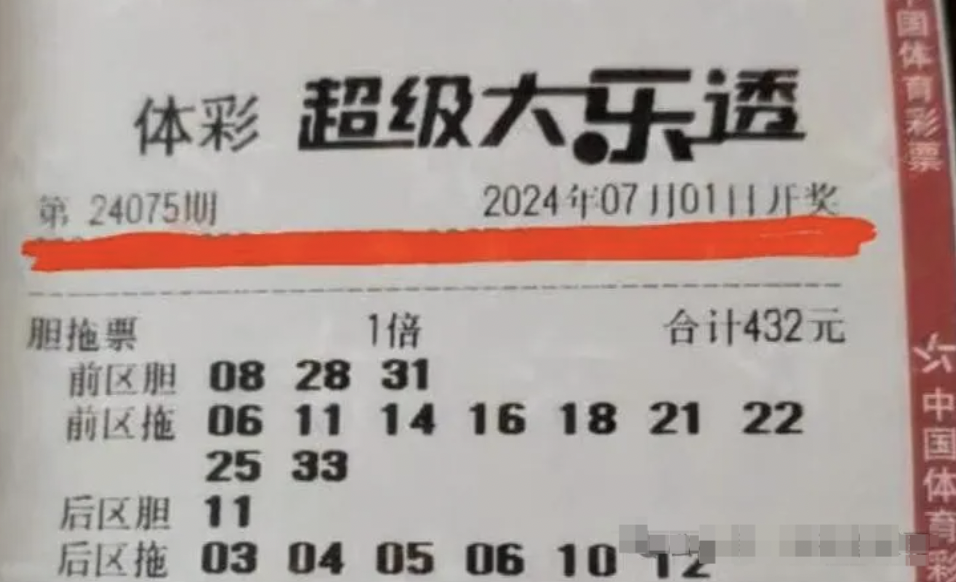 体彩 超级大乐透
第 24075期 2024年07月01日开奖
胆拖票 1倍 合计432元
前区胆 08 28 31
前区拖 06 11 14 16 18 21 22
25 33
后区胆 11
后区拖 03 04 05 06 10 12
中国体育彩票
中国体育彩